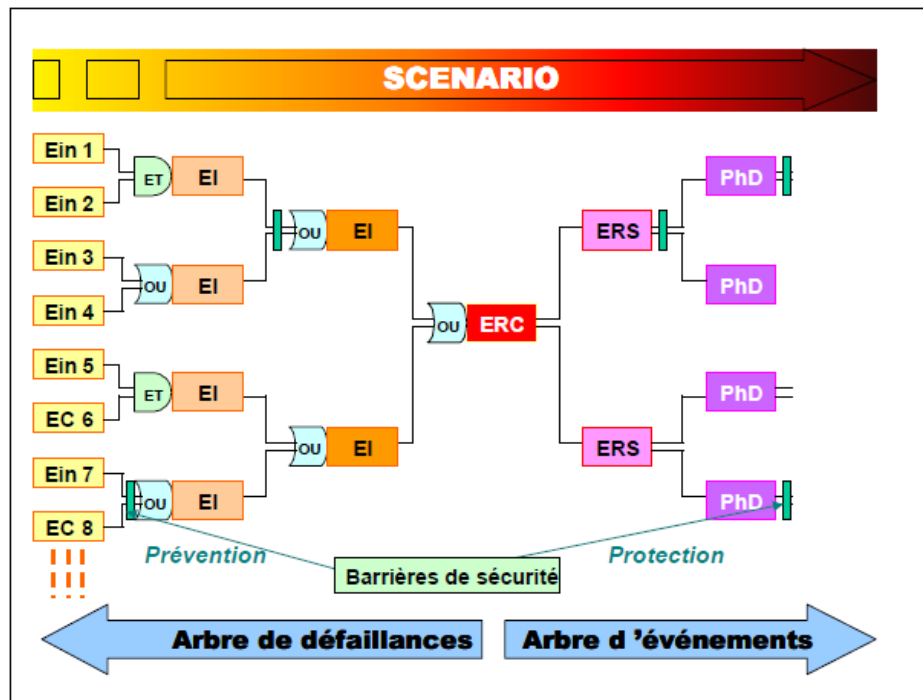 SCENARIO
Ein 1
Ein 2
ET
EI
Ein 3
Ein 4
OU
EI
OU
EI
Ein 5
EC 6
ET
EI
Ein 7
EC 8
OU
EI
OU
EI
OU
ERC
ERS
PhD
PhD
ERS
PhD
PhD
Prévention
Barrières de sécurité
Protection
Arbre de défaillances
Arbre d ’événements